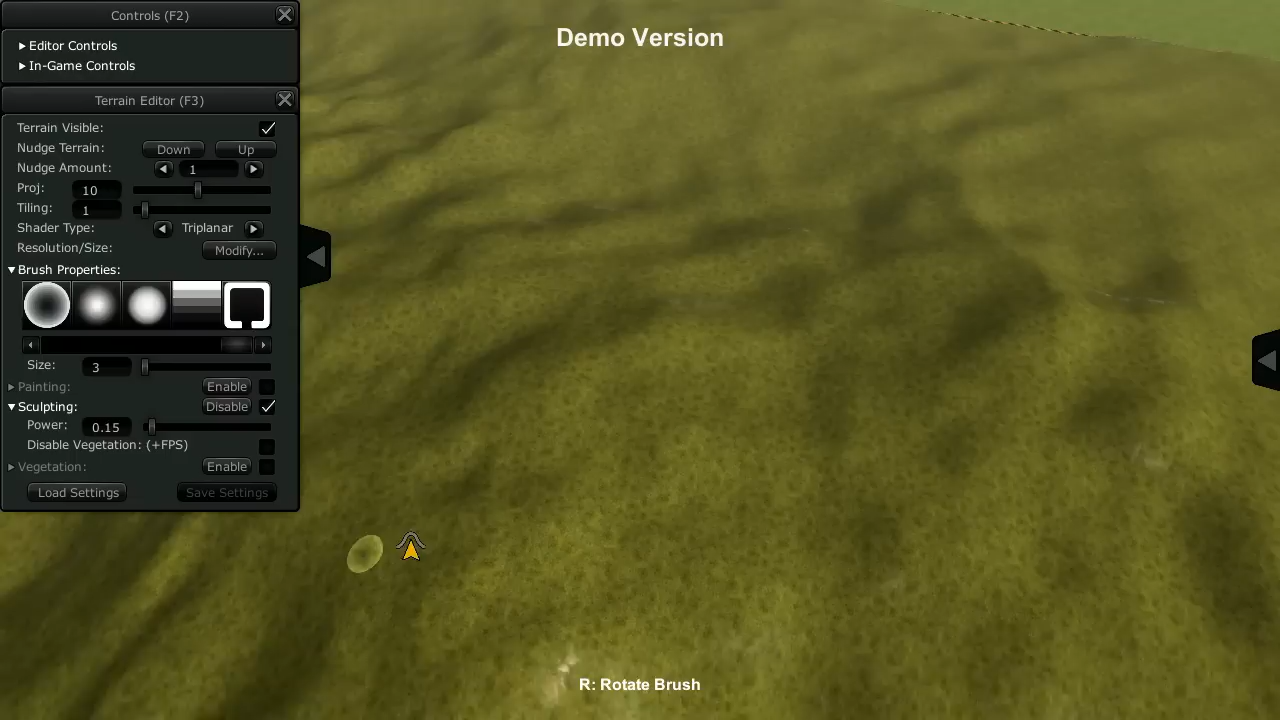 Controls (F2)
Editor Controls
In-Game Controls
Demo Version
Terrain Editor (F3)
Terrain Visible:
Nudge Terrain: Down Up
Nudge Amount: 1
Proj: 10
Tiling: 1
Shader Type: Triplanar
Resolution/Size: Modify...
Brush Properties:
Size: 3
Painting: Enable
Sculpting: Disable
Power: 0.15
Disable Vegetation: (+FPS)
Vegetation: Enable
Load Settings Save Settings
R: Rotate Brush